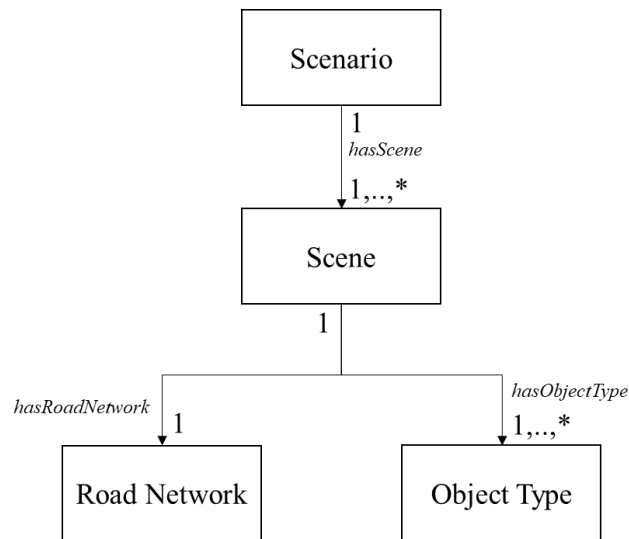 Scenario
1
hasScene
1,..,*
Scene
1
hasRoadNetwork
hasObjectType
1
1,..,*
Road Network
Object Type